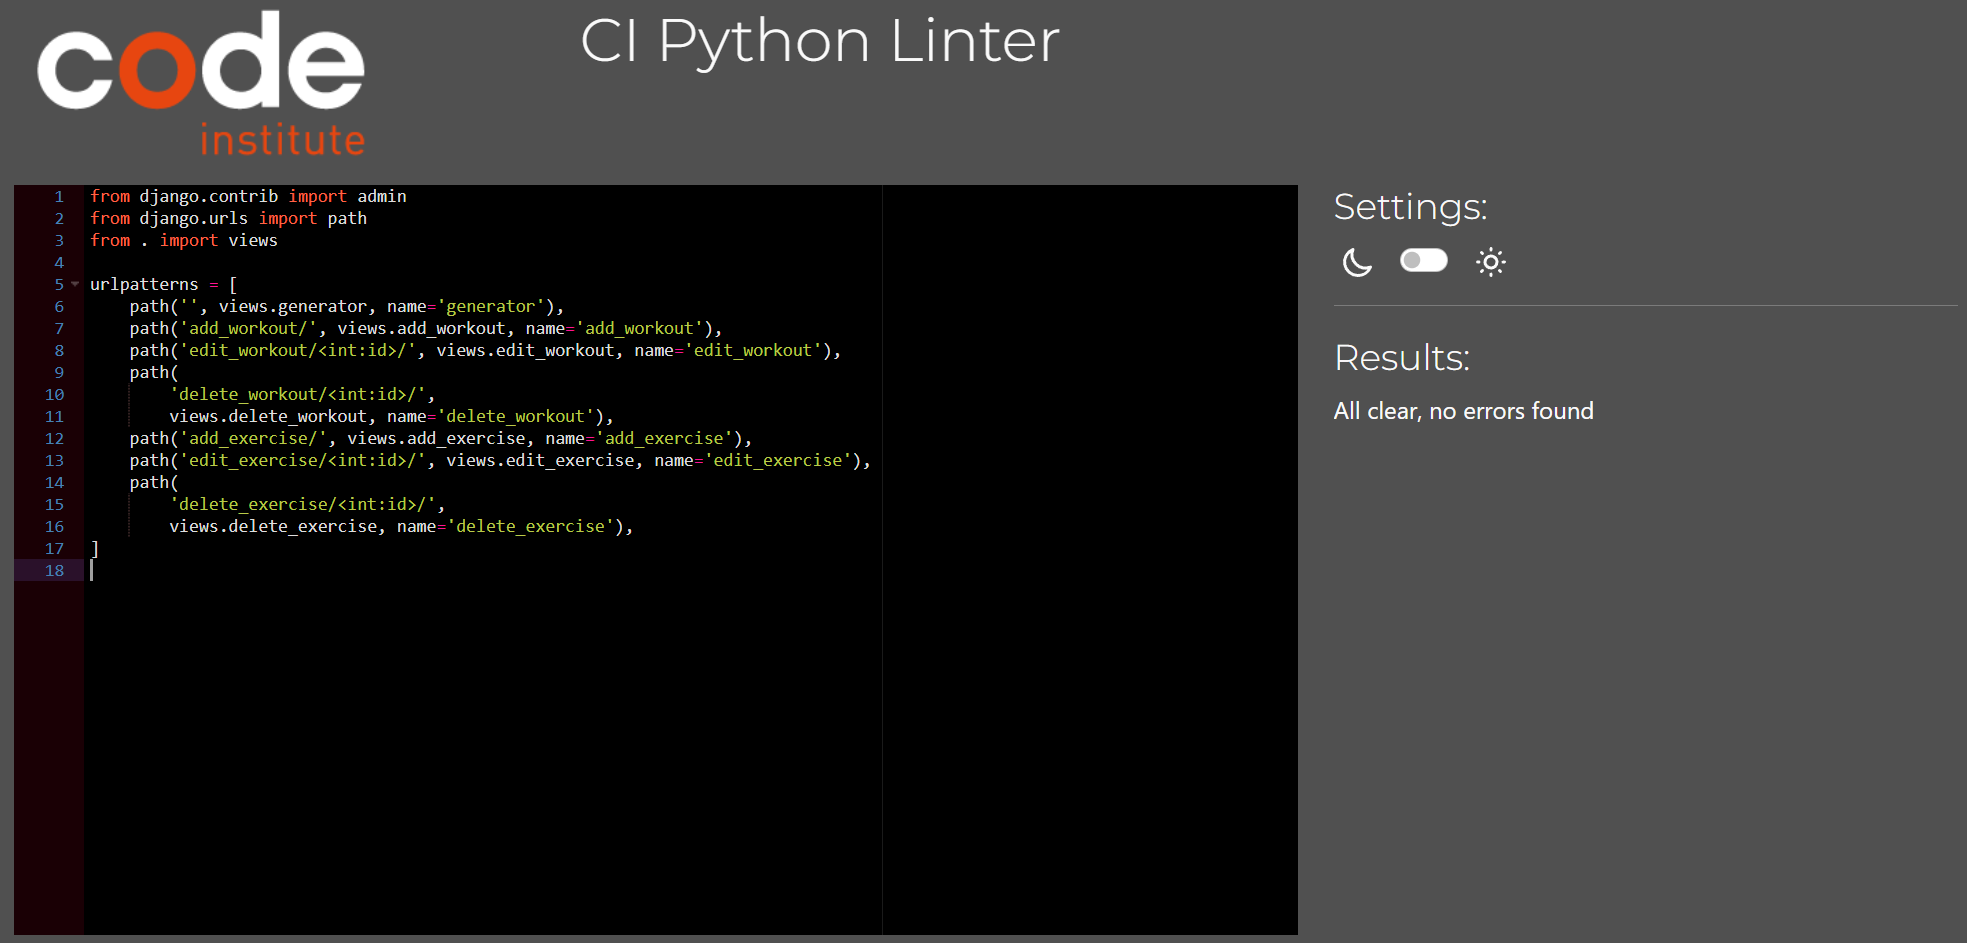 code
institute
CI Python Linter
1 from django.contrib import admin
2 from django.urls import path
3 from . import views
4
5 urlpatterns = [
6     path('', views.generator, name='generator'),
7     path('add_workout/', views.add_workout, name='add_workout'),
8     path('edit_workout/<int:id>/', views.edit_workout, name='edit_workout'),
9     path(
10         'delete_workout/<int:id>/',
11         views.delete_workout, name='delete_workout'),
12     path('add_exercise/', views.add_exercise, name='add_exercise'),
13     path('edit_exercise/<int:id>/', views.edit_exercise, name='edit_exercise'),
14     path(
15         'delete_exercise/<int:id>/',
16         views.delete_exercise, name='delete_exercise'),
17 ]
18
Settings:
Results:
All clear, no errors found